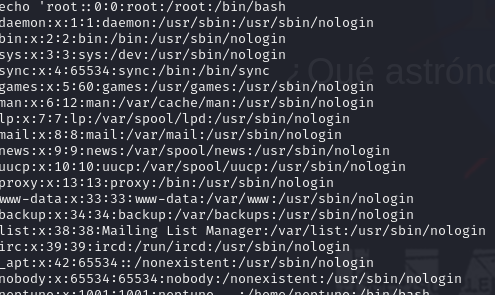 echo 'root::0:0:root:/root:/bin/bash
daemon:x:1:1:daemon:/usr/sbin:/usr/sbin/nologin
bin:x:2:2:bin:/bin:/usr/sbin/nologin
sys:x:3:3:sys:/dev:/usr/sbin/nologin
sync:x:4:65534:sync:/bin:/bin/sync
games:x:5:60:games:/usr/games:/usr/sbin/nologin
man:x:6:12:man:/var/cache/man:/usr/sbin/nologin
lp:x:7:7:lp:/var/spool/lpd:/usr/sbin/nologin
mail:x:8:8:mail:/var/mail:/usr/sbin/nologin
news:x:9:9:news:/var/spool/news:/usr/sbin/nologin
uucp:x:10:10:uucp:/var/spool/uucp:/usr/sbin/nologin
proxy:x:13:13:proxy:/bin:/usr/sbin/nologin
www-data:x:33:33:www-data:/var/www:/usr/sbin/nologin
backup:x:34:34:backup:/var/backups:/usr/sbin/nologin
list:x:38:38:Mailing List Manager:/var/list:/usr/sbin/nologin
irc:x:39:39:ircd:/run/ircd:/usr/sbin/nologin
_apt:x:42:65534::/nonexistent:/usr/sbin/nologin
nobody:x:65534:65534:nobody:/nonexistent:/usr/sbin/nologin
neptune:x:1001:1001:neptune,,,:/home/neptune:/bin/bash
¿Qué astróno